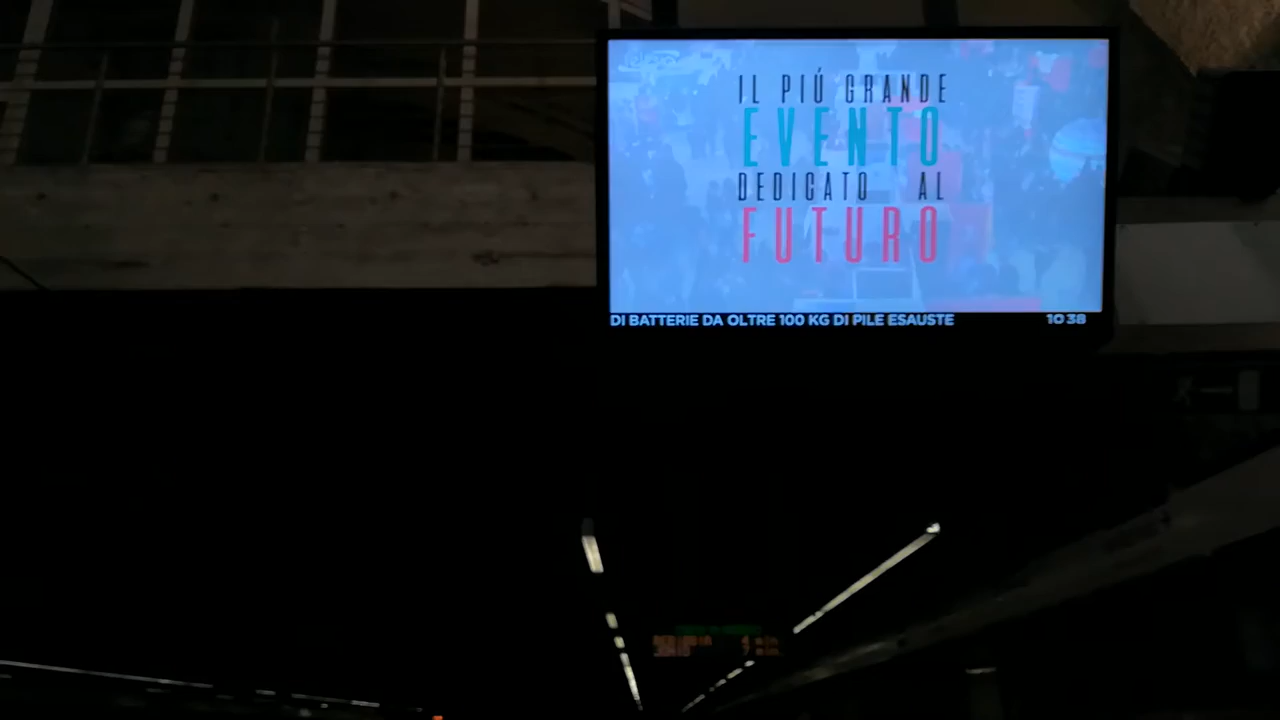 IL PIÚ GRANDE
EVENTO
DEDICATO AL
FUTURO
DI BATTERIE DA OLTRE 100 KG DI PILE ESAUSTE 10 38